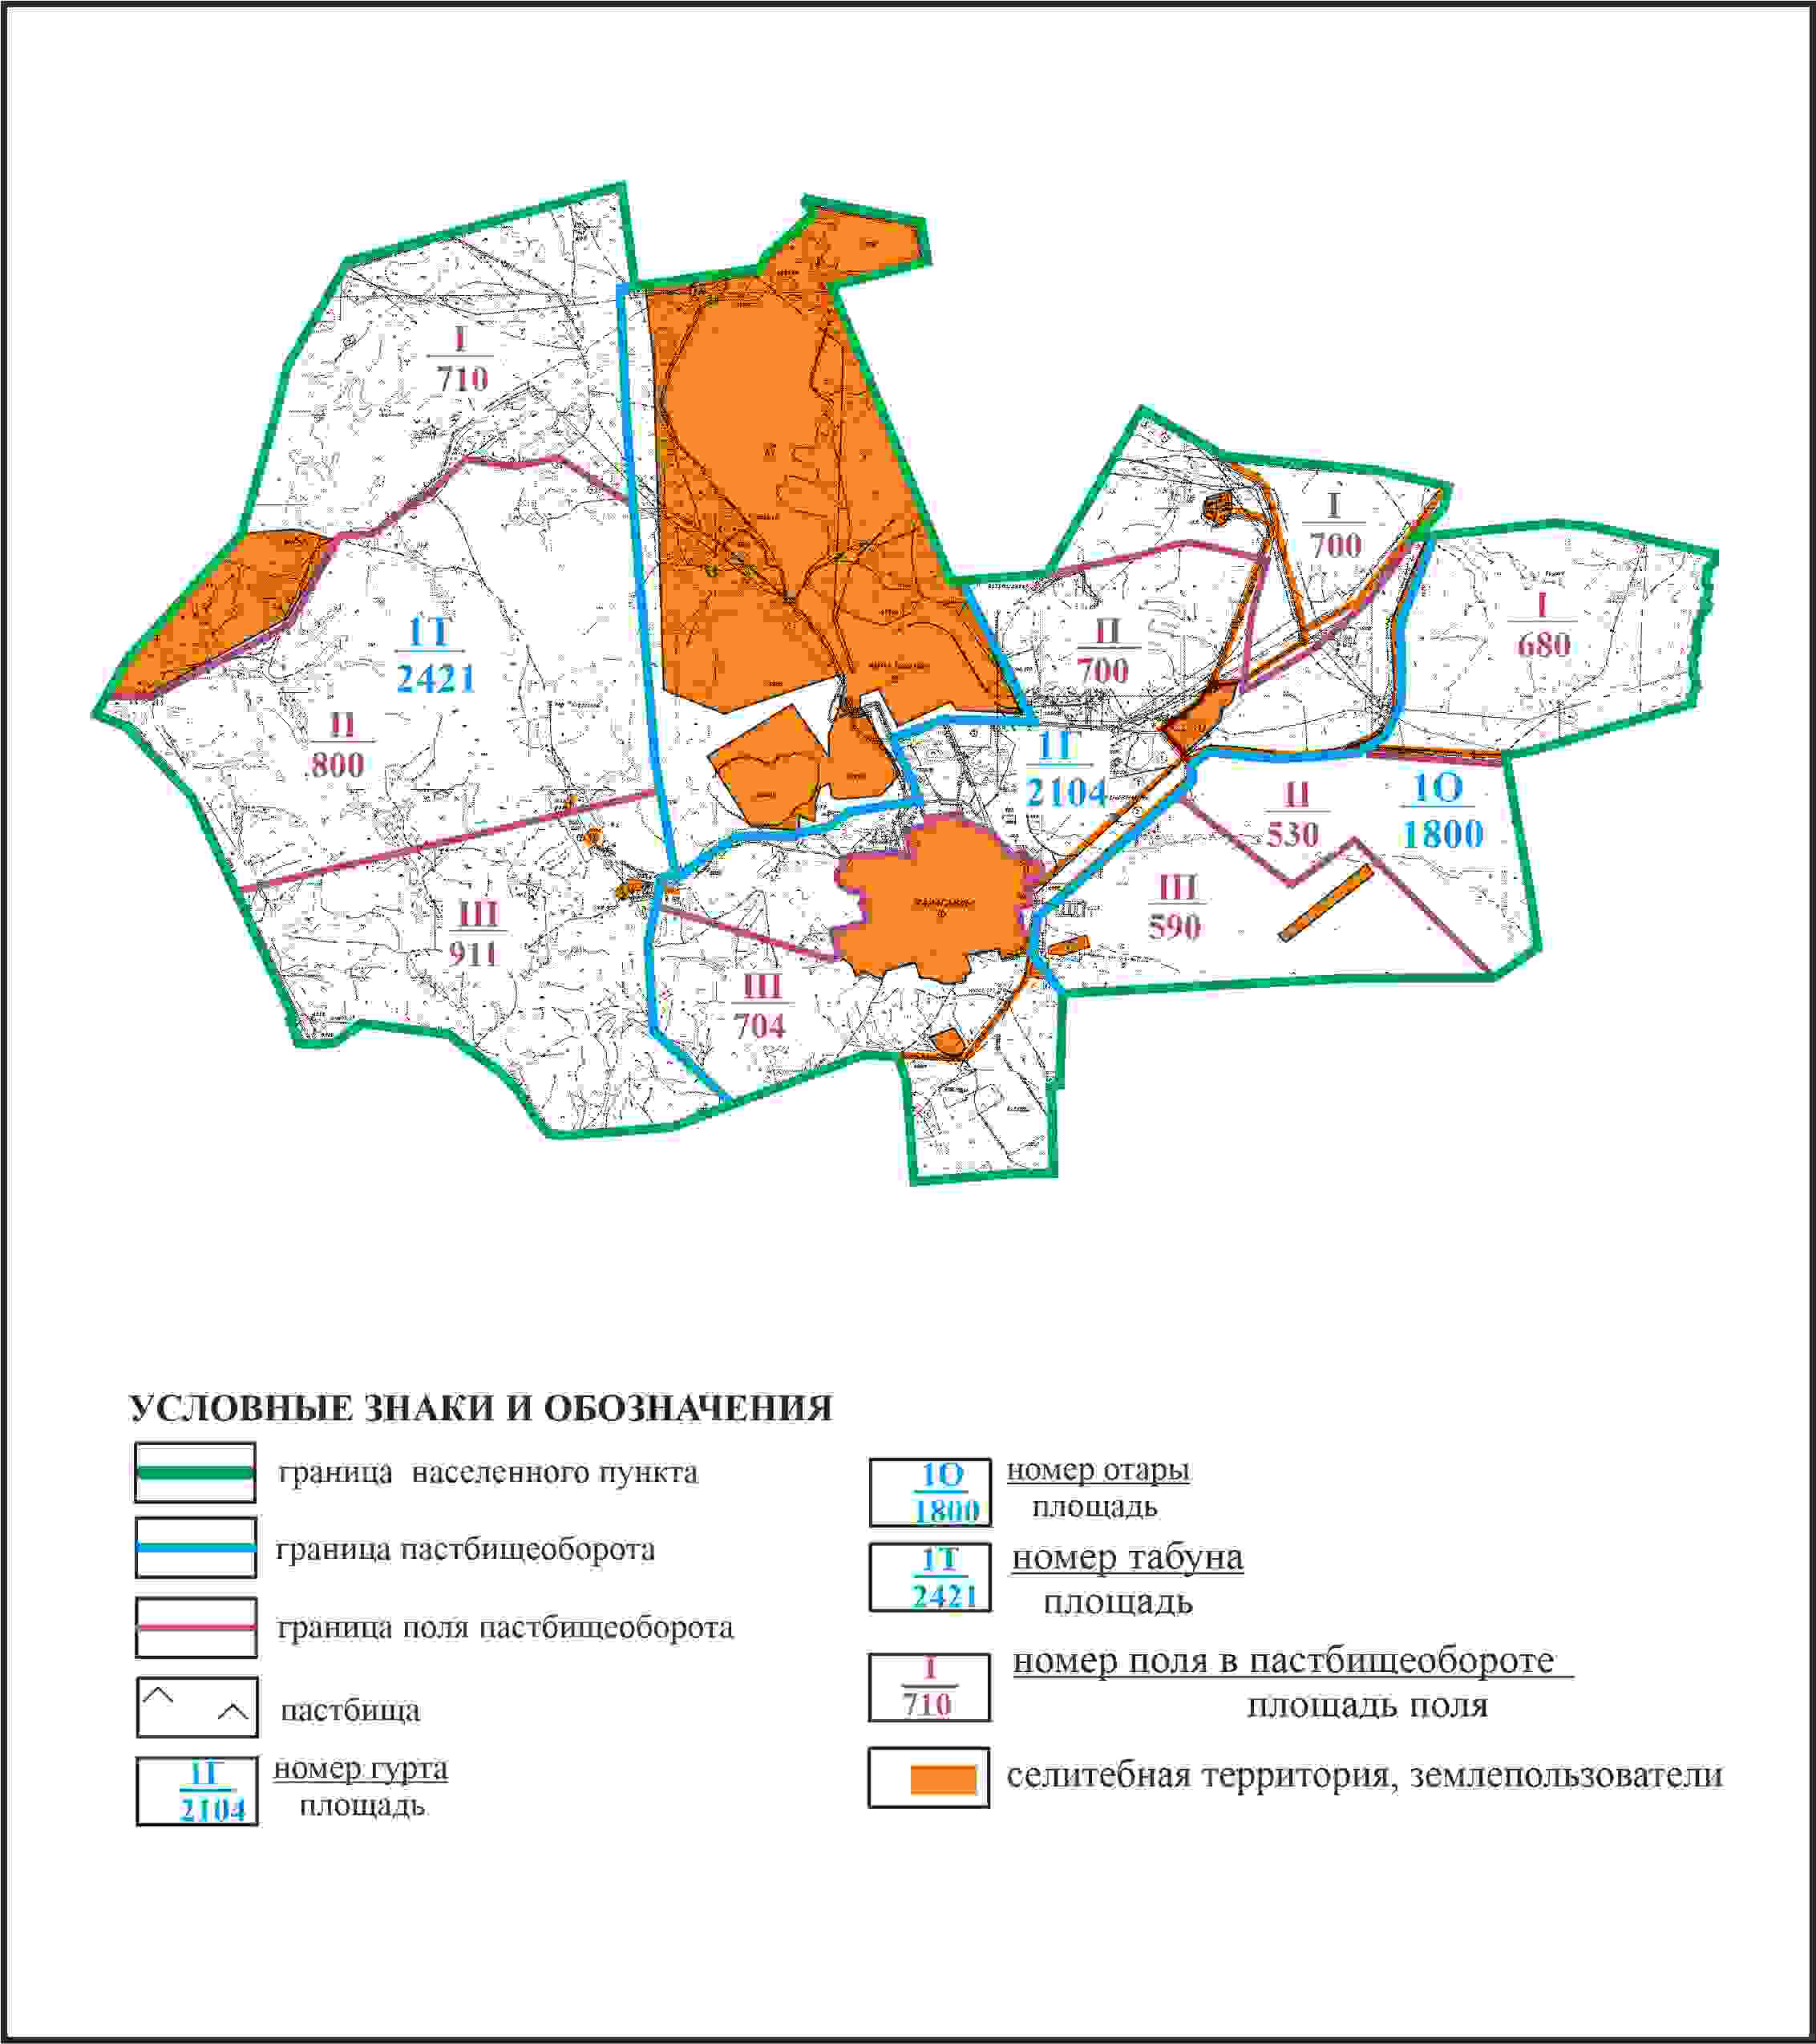 I
710
1Т
2421
II
800
III
911
I
700
II
700
I
680
1Г
2104
II
530
1О
1800
III
590
III
704
УСЛОВНЫЕ ЗНАКИ И ОБОЗНАЧЕНИЯ
граница населенного пункта
граница пастбищеоборота
граница поля пастбищеоборота
пастбища
1Г
2104
номер гурта
площадь
1О
1800
номер отары
площадь
1Т
2421
номер табуна
площадь
I
710
номер поля в пастбищеобороте
площадь поля
селитебная территория, землепользователи